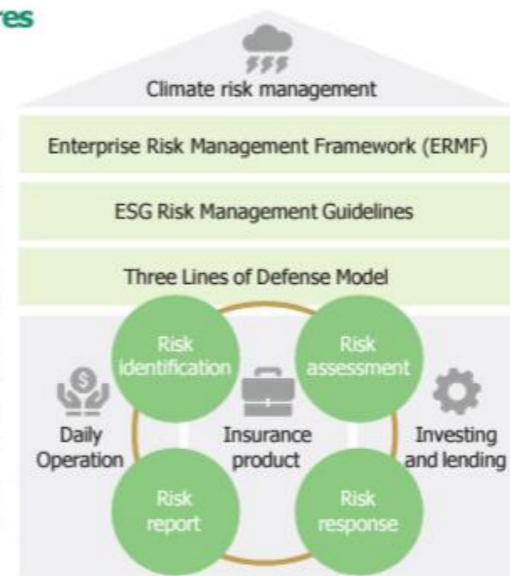 Climate risk management
Enterprise Risk Management Framework (ERMF)
ESG Risk Management Guidelines
Three Lines of Defense Model
Risk
identification
Risk
assessment
Daily
Operation
Insurance
product
Investing
and lending
Risk
report
Risk
response